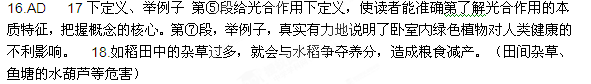 16.AD  17 下定义、举例子 第⑤段给光合作用下定义，使读者能准确第了解光合作用的本
质特征，把握概念的核心。第⑦段，举例子，真实有力地说明了卧室内绿色植物对人类健康的
不利影响。 18.如稻田中的杂草过多，就会与水稻争夺养分，造成粮食减产。（田间杂草、
鱼塘的水葫芦等危害）